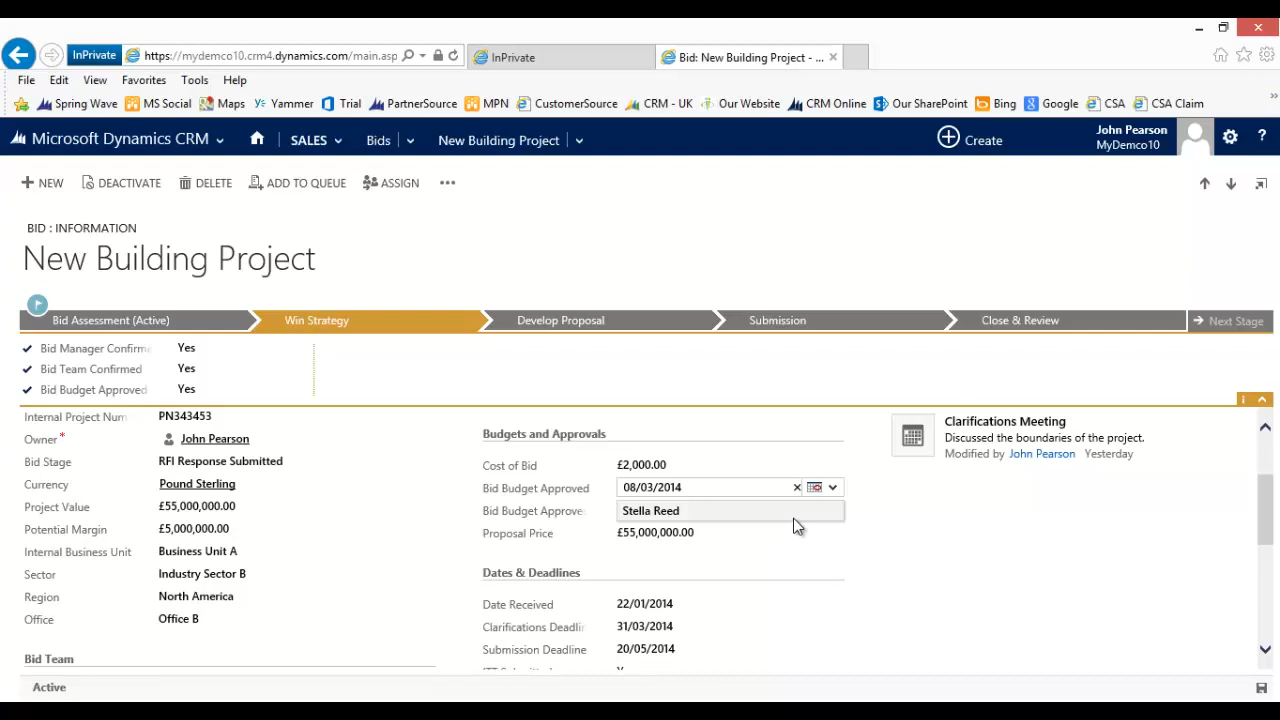 InPrivate https://mydemco10.crm4.dynamics.com/main.asp InPrivate Bid: New Building Project - ...
File Edit View Favorites Tools Help
Spring Wave MS Social Maps Yammer Trial PartnerSource MPN CustomerSource CRM - UK Our Website CRM Online Our SharePoint Bing Google CSA CSA Claim
Microsoft Dynamics CRM SALES Bids New Building Project Create John Pearson
MyDemco10
NEW DEACTIVATE DELETE ADD TO QUEUE ASSIGN •••
BID : INFORMATION
New Building Project
Bid Assessment (Active) Win Strategy Develop Proposal Submission Close & Review Next Stage
Bid Manager Confirm Yes
Bid Team Confirmed Yes
Bid Budget Approved Yes
Internal Project Num PN343453
Owner * John Pearson
Bid Stage RFI Response Submitted
Currency Pound Sterling
Project Value £55,000,000.00
Potential Margin £5,000,000.00
Internal Business Unit Business Unit A
Sector Industry Sector B
Region North America
Office Office B
Bid Team
Budgets and Approvals
Cost of Bid £2,000.00
Bid Budget Approved 08/03/2014
Bid Budget Approve Stella Reed
Proposal Price £55,000,000.00
Dates & Deadlines
Date Received 22/01/2014
Clarifications Deadli 31/03/2014
Submission Deadline 20/05/2014
Clarifications Meeting
Discussed the boundaries of the project.
Modified by John Pearson Yesterday
Active